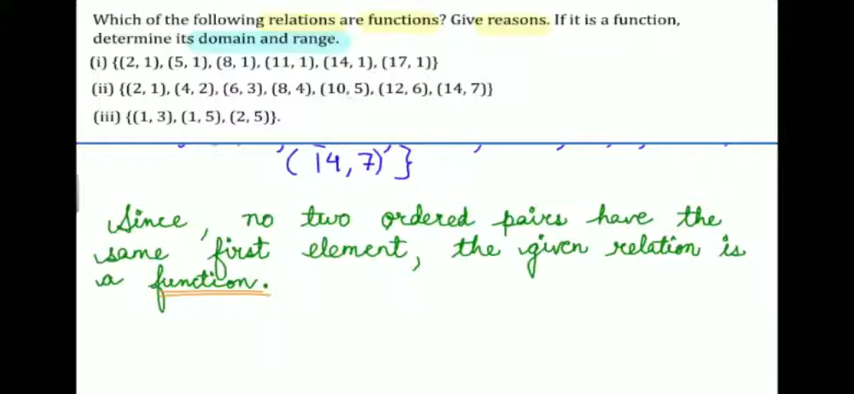 Which of the following relations are functions? Give reasons. If it is a function,
determine its domain and range.
(i) {(2, 1), (5, 1), (8, 1), (11, 1), (14, 1), (17, 1)}
(ii) {(2, 1), (4, 2), (6, 3), (8, 4), (10, 5), (12, 6), (14, 7)}
(iii) {(1, 3), (1, 5), (2, 5)}.
(14, 7)}
Since, no two ordered pairs have the
same first element, the given relation is
a function.